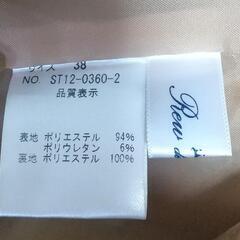 サイズ 38
NO. ST12-0360-2
品質表示
表地 ポリエステル 94%
ポリウレタン 6%
裏地 ポリエステル 100%
Rew